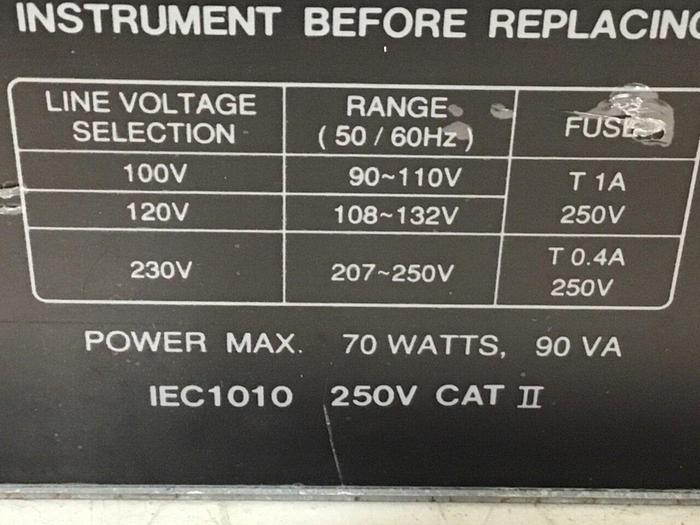 INSTRUMENT BEFORE REPLACING
LINE VOLTAGE SELECTION RANGE (50 / 60Hz) FUSE
100V 90~110V T 1A 250V
120V 108~132V
230V 207~250V T 0.4A 250V
POWER MAX. 70 WATTS, 90 VA
IEC1010 250V CAT II